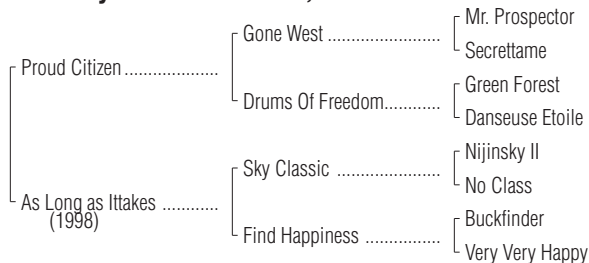 Mr. Prospector
Gone West ....................
Secrettame
Proud Citizen ...................
Green Forest
Drums Of Freedom............
Danseuse Etoile
Nijinsky II
Sky Classic ....................
No Class
As Long as Ittakes ...........
(1998)
Buckfinder
Find Happiness ...............
Very Very Happy